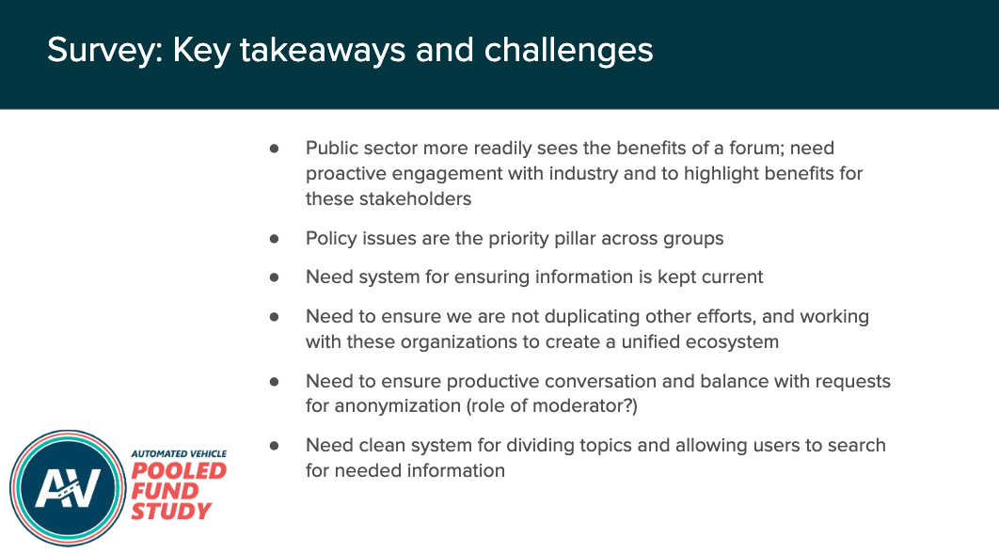 Survey: Key takeaways and challenges
● Public sector more readily sees the benefits of a forum; need
proactive engagement with industry and to highlight benefits for
these stakeholders
● Policy issues are the priority pillar across groups
● Need system for ensuring information is kept current
● Need to ensure we are not duplicating other efforts, and working
with these organizations to create a unified ecosystem
● Need to ensure productive conversation and balance with requests
for anonymization (role of moderator?)
● Need clean system for dividing topics and allowing users to search
for needed information
AV
AUTOMATED VEHICLE
POOLED
FUND
STUDY